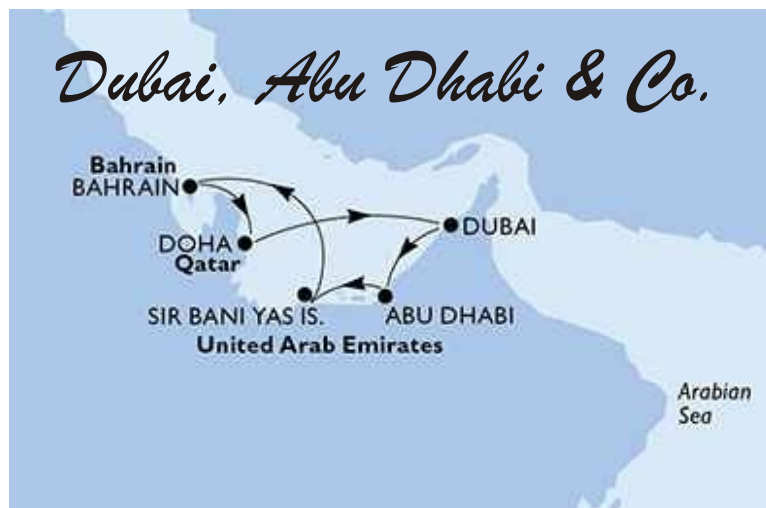 Dubai, Abu Dhabi & Co.
Bahrain
BAHRAIN
DOHA
Qatar
DUBAI
SIR BANI YAS IS.
ABU DHABI
United Arab Emirates
Arabian
Sea